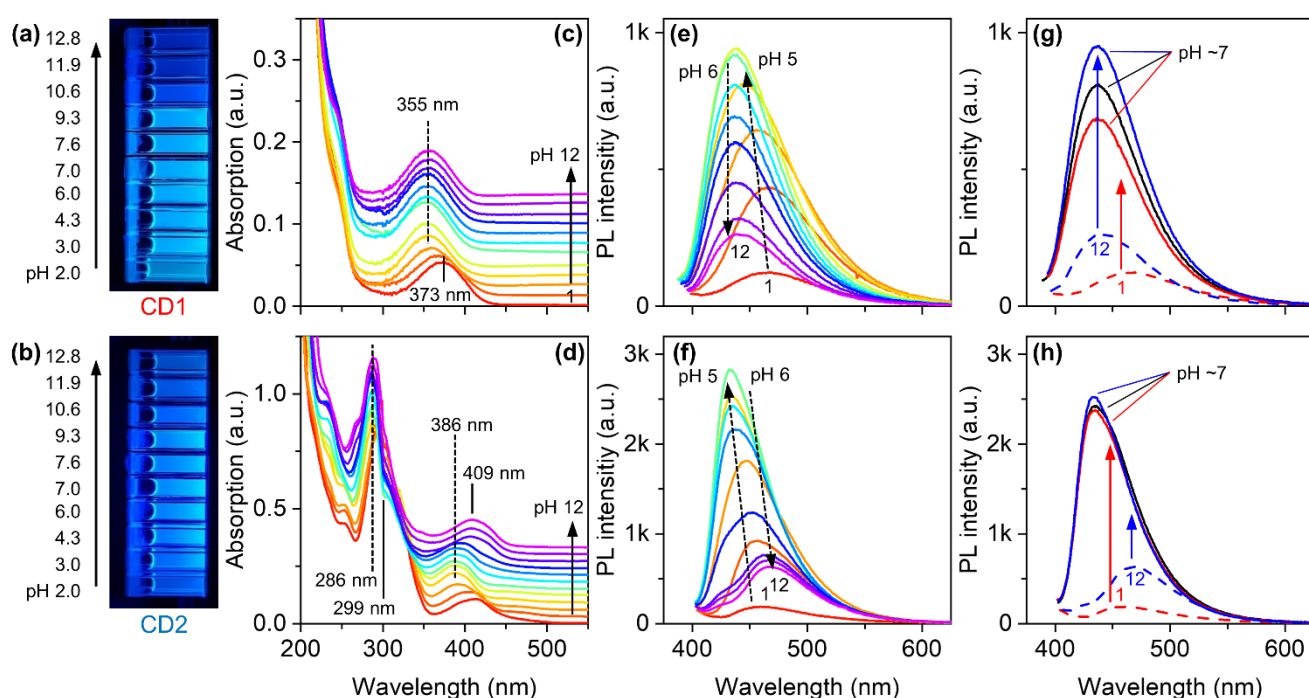 (a)
12.8
11.9
10.6
9.3
7.6
7.0
6.0
4.3
3.0
pH 2.0
CD1
(c)
Absorption (a.u.)
0.3
0.2
0.1
0.0
355 nm
373 nm
pH 12
1
(e)
PL intensitiy (a.u.)
1k
0
pH 6
pH 5
12
1
(g)
PL intensity (a.u.)
1k
0
pH ~7
12
1
(b)
12.8
11.9
10.6
9.3
7.6
7.0
6.0
4.3
3.0
pH 2.0
CD2
(d)
Absorption (a.u.)
1.0
0.5
0.0
286 nm
299 nm
386 nm
409 nm
pH 12
1
200 300 400 500
Wavelength (nm)
(f)
PL intensity (a.u.)
3k
2k
1k
0
pH 5
pH 6
1
12
400 500 600
Wavelength (nm)
(h)
PL intensity (a.u.)
3k
2k
1k
0
pH ~7
12
1
400 500 600
Wavelength (nm)